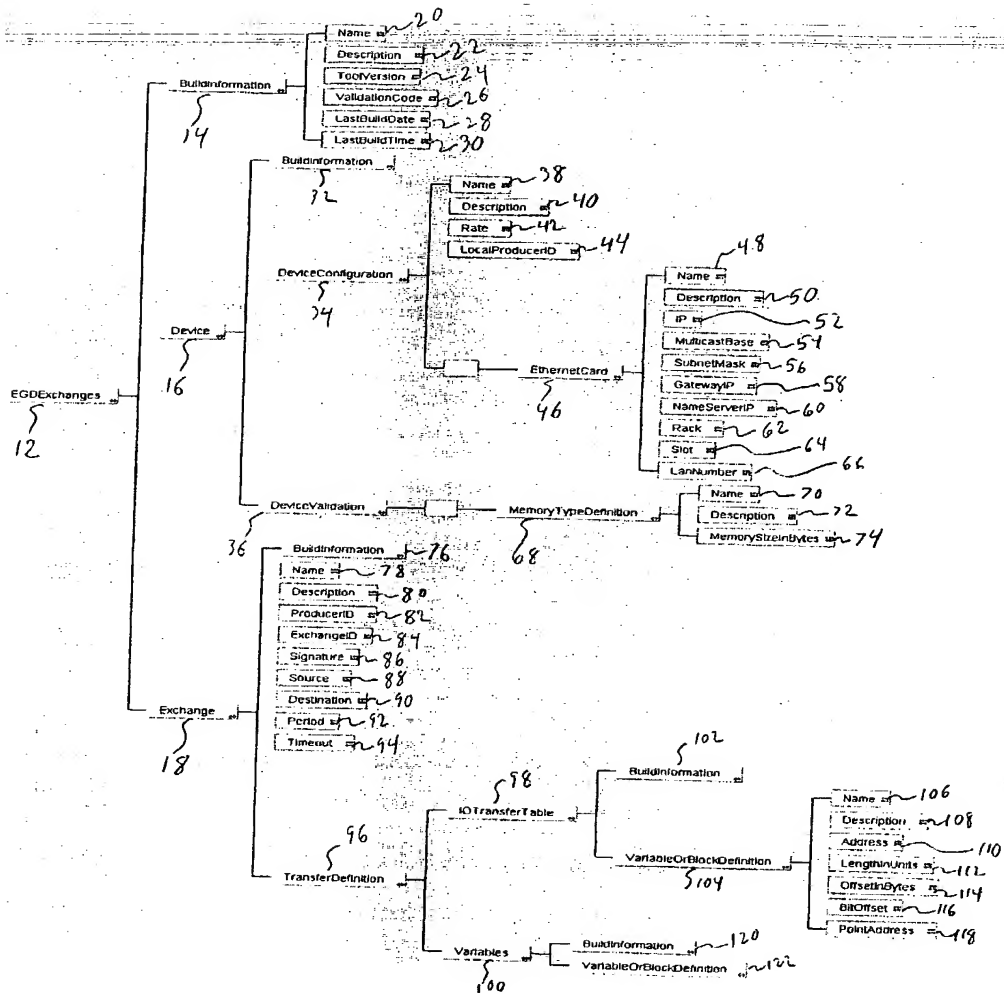 Name 20
Description 22
ToolVersion 24
BuildInformation
14
ValidationCode 26
LastBuildDate 28
LastBuildTime 30
BuildInformation
32
Name 38
Description 40
Rate 42
LocalProducerID 44
DeviceConfiguration
34
48
Name
Description 50
IP 52
MulticastBase 54
SubnetMask 56
GatewayIP 58
NameServerIP 60
Rack 62
Slot 64
LanNumber 66
EthernetCard
46
Device
16
EGDExchanges
12
DeviceValidation
36
MemoryTypeDefinition
68
Name 70
Description 72
MemorySizeInBytes 74
BuildInformation 76
Name 78
Description 80
ProducerID 82
ExchangeID 84
Signature 86
Source 88
Destination 90
Period 92
Timeout 94
Exchange
18
102
BuildInformation
98
IOTransferTable
96
TransferDefinition
VariableOrBlockDefinition
104
Name 106
Description 108
Address 110
LengthInUnits 112
OffsetInBytes 114
BitOffset 116
PointAddress 118
Variables
100
BuildInformation 120
VariableOrBlockDefinition 122